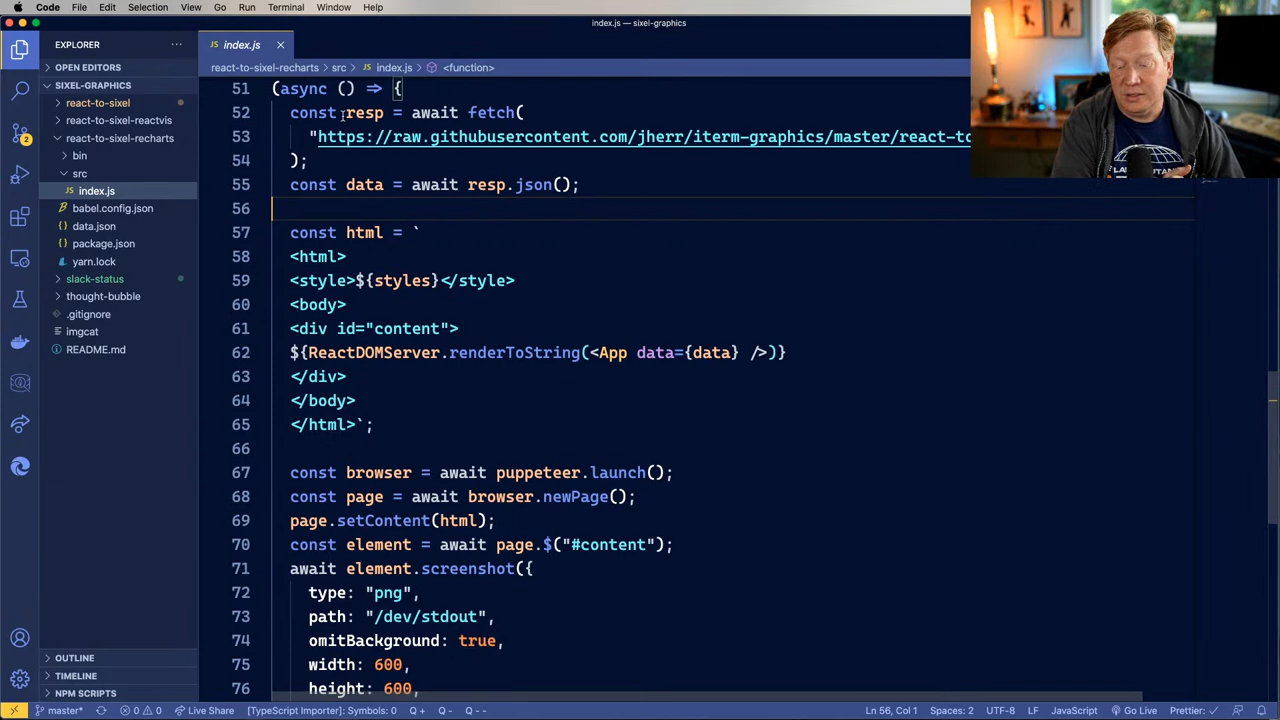 Code File Edit Selection View Go Run Terminal Window Help
index.js — sixel-graphics
EXPLORER
index.js
OPEN EDITORS
react-to-sixel-recharts > src > index.js > <function>
SIXEL-GRAPHICS
react-to-sixel
react-to-sixel-reactvis
react-to-sixel-recharts
bin
src
index.js
babel.config.json
data.json
package.json
yarn.lock
slack-status
thought-bubble
.gitignore
imgcat
README.md
OUTLINE
TIMELINE
NPM SCRIPTS
2
51 (async () => {
52 const resp = await fetch(
53 "https://raw.githubusercontent.com/jherr/iterm-graphics/master/react-to
54 );
55 const data = await resp.json();
56
57 const html = `
58 <html>
59 <style>${styles}</style>
60 <body>
61 <div id="content">
62 ${ReactDOMServer.renderToString(<App data={data} />)}
63 </div>
64 </body>
65 </html>`;
66
67 const browser = await puppeteer.launch();
68 const page = await browser.newPage();
69 page.setContent(html);
70 const element = await page.$("#content");
71 await element.screenshot({
72 type: "png",
73 path: "/dev/stdout",
74 omitBackground: true,
75 width: 600,
76 height: 600,
master* 0 0 Live Share [TypeScript Importer]: Symbols: 0 Q + Q - Q - - Ln 56, Col 1 Spaces: 2 UTF-8 LF JavaScript Go Live Prettier: ✓